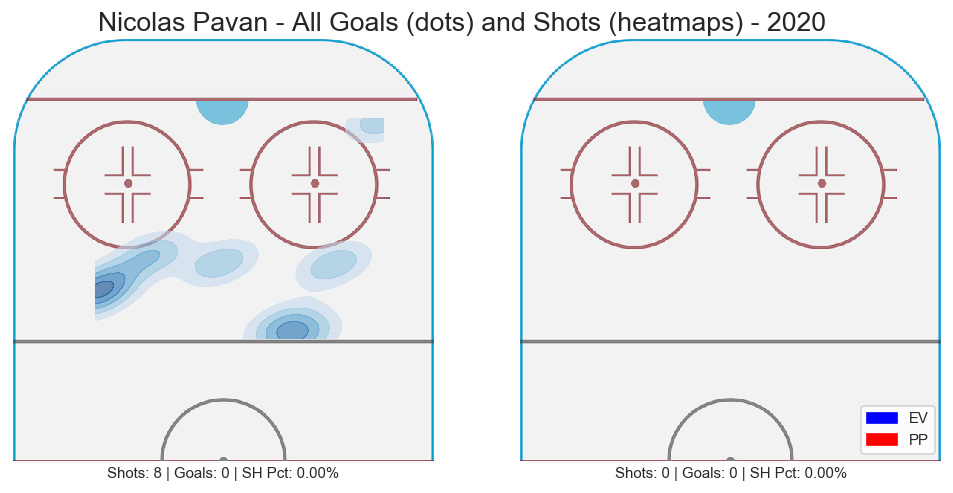 Nicolas Pavan - All Goals (dots) and Shots (heatmaps) - 2020
EV
PP
Shots: 8 | Goals: 0 | SH Pct: 0.00%
Shots: 0 | Goals: 0 | SH Pct: 0.00%